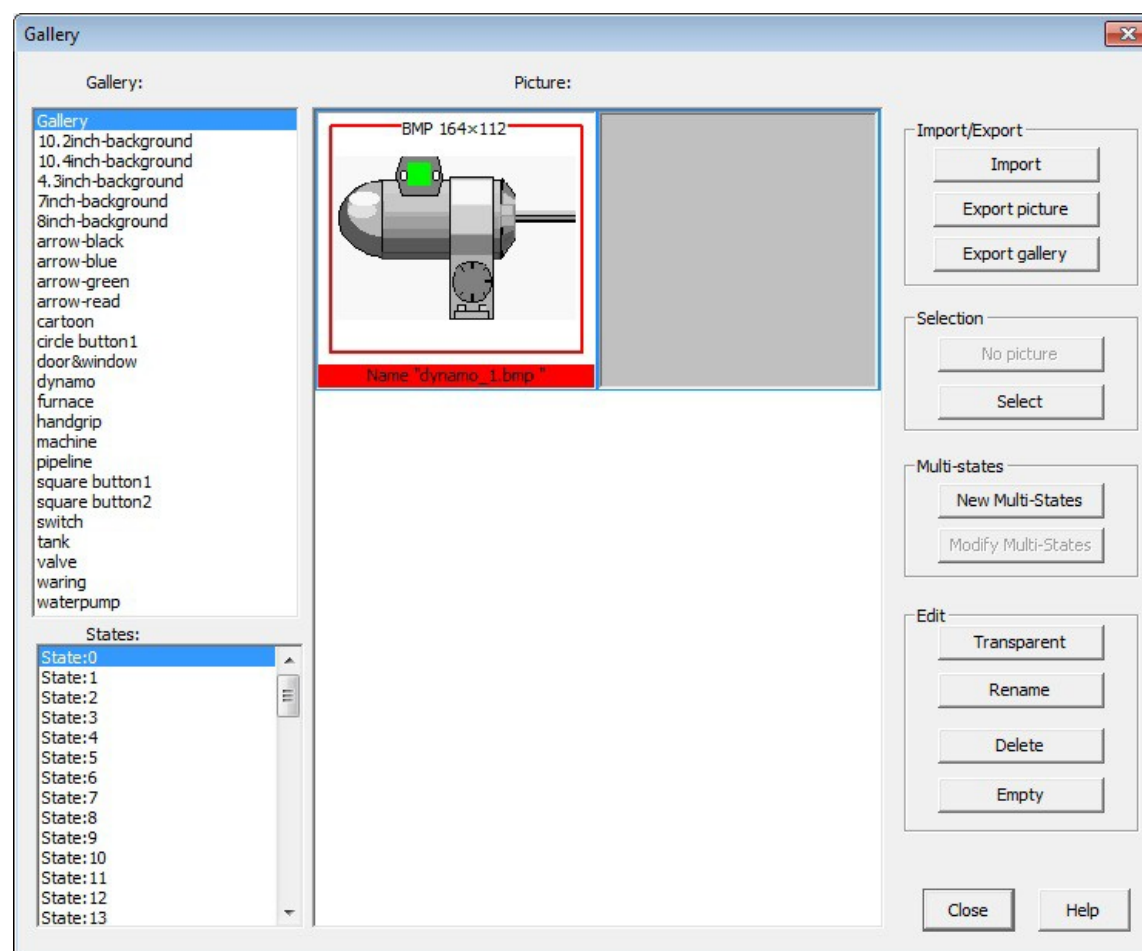 Gallery
Gallery:
Picture:
Gallery
10.2inch-background
10.4inch-background
4.3inch-background
7inch-background
8inch-background
arrow-black
arrow-blue
arrow-green
arrow-read
cartoon
circle button1
door&window
dynamo
furnace
handgrip
machine
pipeline
square button1
square button2
switch
tank
valve
waring
waterpump
States:
State:0
State:1
State:2
State:3
State:4
State:5
State:6
State:7
State:8
State:9
State:10
State:11
State:12
State:13
BMP 164×112
Name "dynamo_1.bmp "
Import/Export
Import
Export picture
Export gallery
Selection
No picture
Select
Multi-states
New Multi-States
Modify Multi-States
Edit
Transparent
Rename
Delete
Empty
Close
Help